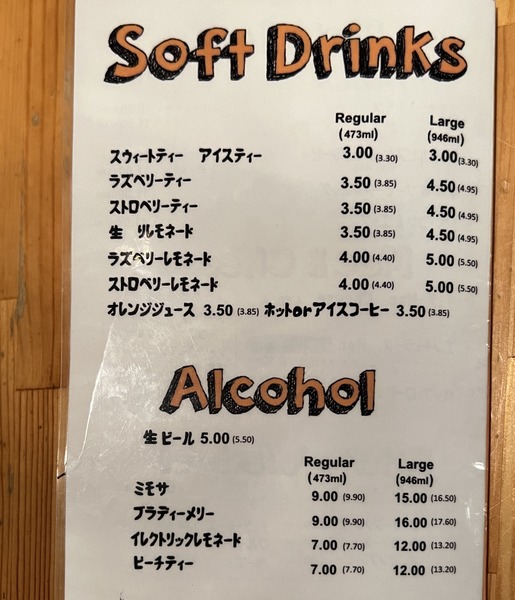 Soft Drinks
Regular Large
(473ml) (946ml)
スウィートティー アイスティー 3.00 (3.30) 3.00 (3.30)
ラズベリーティー 3.50 (3.85) 4.50 (4.95)
ストロベリーティー 3.50 (3.85) 4.50 (4.95)
生 りレモネード 3.50 (3.85) 4.50 (4.95)
ラズベリーレモネード 4.00 (4.40) 5.00 (5.50)
ストロベリーレモネード 4.00 (4.40) 5.00 (5.50)
オレンジジュース 3.50 (3.85) ホットorアイスコーヒー 3.50 (3.85)
Alcohol
生ビール 5.00 (5.50)
Regular Large
(473ml) (946ml)
ミモサ 9.00 (9.90) 15.00 (16.50)
ブラディーメリー 9.00 (9.90) 16.00 (17.60)
イレクトリックレモネード 7.00 (7.70) 12.00 (13.20)
ピーチティー 7.00 (7.70) 12.00 (13.20)